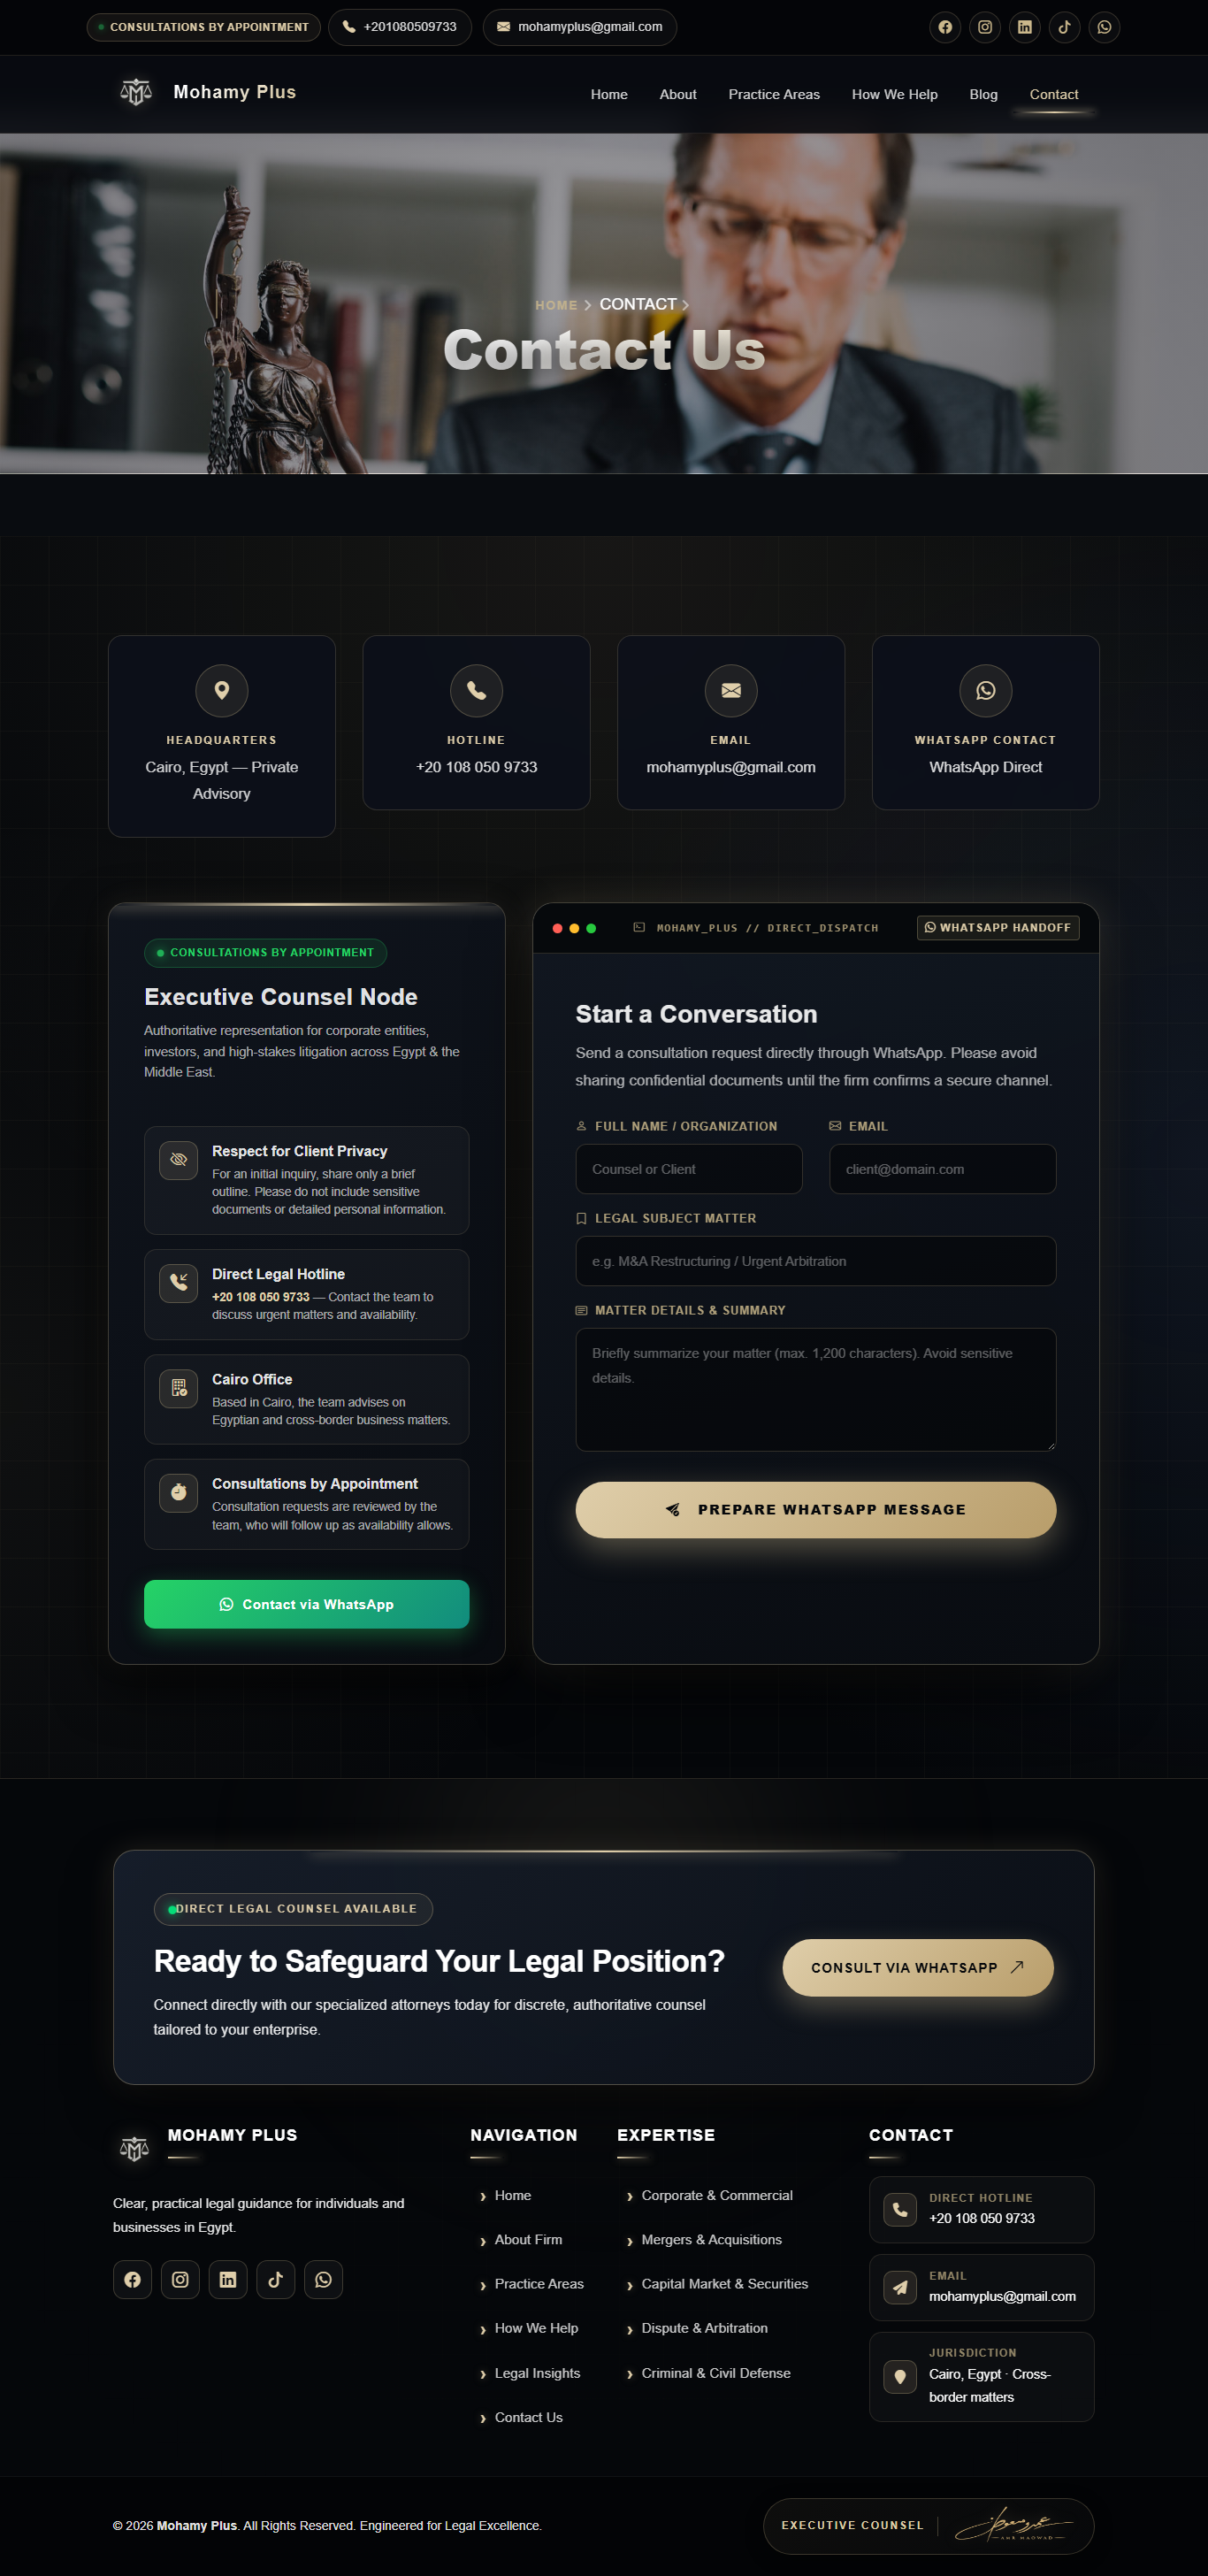 CONSULTATIONS BY APPOINTMENT
+201080509733
mohamyplus@gmail.com
Mohamy Plus
Home
About
Practice Areas
How We Help
Blog
Contact
HOME
CONTACT
Contact Us
HEADQUARTERS
Cairo, Egypt — Private
Advisory
HOTLINE
+20 108 050 9733
EMAIL
mohamyplus@gmail.com
WHATSAPP CONTACT
WhatsApp Direct
CONSULTATIONS BY APPOINTMENT
Executive Counsel Node
Authoritative representation for corporate entities,
investors, and high-stakes litigation across Egypt & the
Middle East.
Respect for Client Privacy
For an initial inquiry, share only a brief
outline. Please do not include sensitive
documents or detailed personal information.
Direct Legal Hotline
+20 108 050 9733 — Contact the team to
discuss urgent matters and availability.
Cairo Office
Based in Cairo, the team advises on
Egyptian and cross-border business matters.
Consultations by Appointment
Consultation requests are reviewed by the
team, who will follow up as availability allows.
Contact via WhatsApp
MOHAMY_PLUS // DIRECT_DISPATCH
WHATSAPP HANDOFF
Start a Conversation
Send a consultation request directly through WhatsApp. Please avoid
sharing confidential documents until the firm confirms a secure channel.
FULL NAME / ORGANIZATION
EMAIL
Counsel or Client
client@domain.com
LEGAL SUBJECT MATTER
e.g. M&A Restructuring / Urgent Arbitration
MATTER DETAILS & SUMMARY
Briefly summarize your matter (max. 1,200 characters). Avoid sensitive
details.
PREPARE WHATSAPP MESSAGE
DIRECT LEGAL COUNSEL AVAILABLE
Ready to Safeguard Your Legal Position?
Connect directly with our specialized attorneys today for discrete, authoritative counsel
tailored to your enterprise.
CONSULT VIA WHATSAPP
MOHAMY PLUS
Clear, practical legal guidance for individuals and
businesses in Egypt.
NAVIGATION
Home
About Firm
Practice Areas
How We Help
Legal Insights
Contact Us
EXPERTISE
Corporate & Commercial
Mergers & Acquisitions
Capital Market & Securities
Dispute & Arbitration
Criminal & Civil Defense
CONTACT
DIRECT HOTLINE
+20 108 050 9733
EMAIL
mohamyplus@gmail.com
JURISDICTION
Cairo, Egypt · Cross-
border matters
© 2026 Mohamy Plus. All Rights Reserved. Engineered for Legal Excellence.
EXECUTIVE COUNSEL